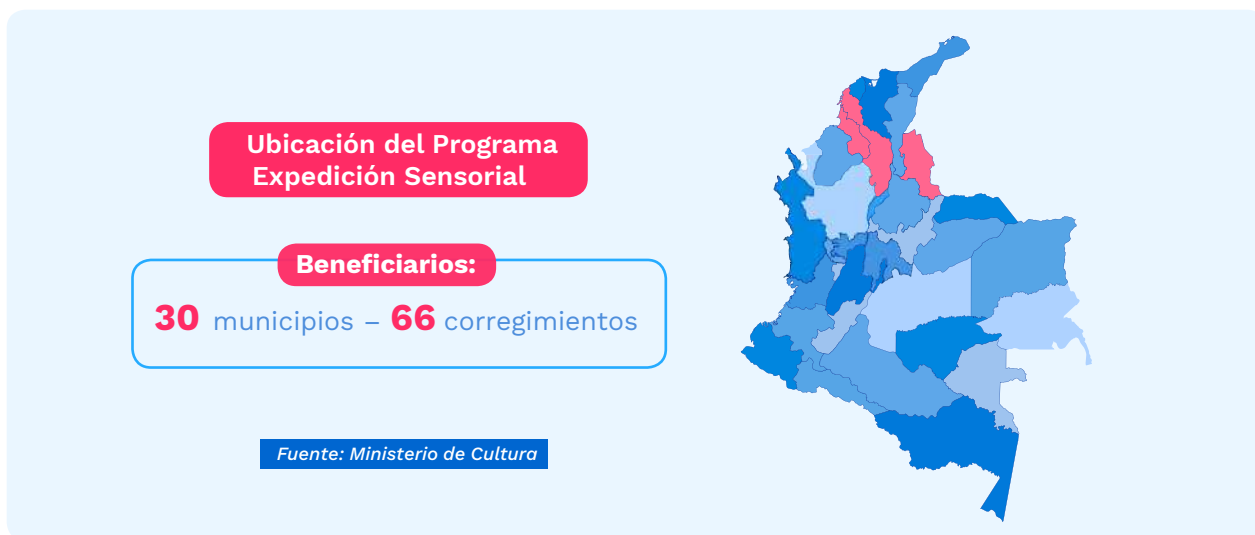 Ubicación del Programa
Expedición Sensorial
Beneficiarios:
30 municipios – 66 corregimientos
Fuente: Ministerio de Cultura